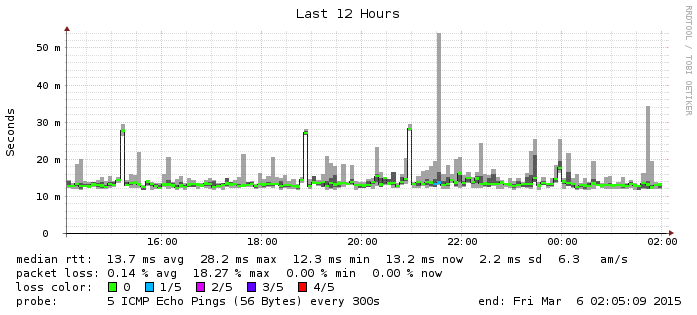 Last 12 Hours
RRDTOOL / TOBI OETIKER
Seconds
50 m
40 m
30 m
20 m
10 m
0
16:00 18:00 20:00 22:00 00:00 02:00
median rtt: 13.7 ms avg 28.2 ms max 12.3 ms min 13.2 ms now 2.2 ms sd 6.3 am/s
packet loss: 0.14 % avg 18.27 % max 0.00 % min 0.00 % now
loss color: 0 1/5 2/5 3/5 4/5
probe: 5 ICMP Echo Pings (56 Bytes) every 300s end: Fri Mar 6 02:05:09 2015